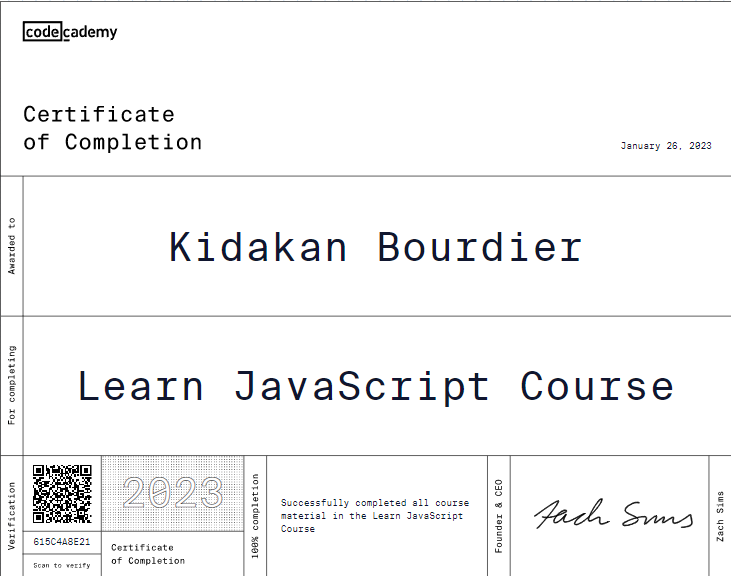 codecademy
Certificate
of Completion
January 26, 2023
Awarded to
Kidakan Bourdier
For completing
Learn JavaScript Course
Verification
615C4A8E21
Scan to verify
2023
Certificate
of Completion
100% completion
Successfully completed all course
material in the Learn JavaScript
Course
Founder & CEO
Zach Sims
Zach Sims